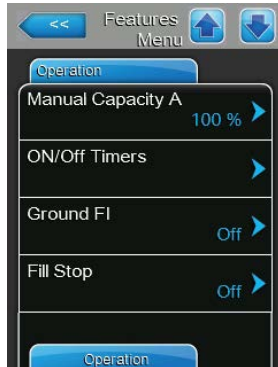 << Features
Menu
Operation
Manual Capacity A
100 %
ON/Off Timers
Ground FI
Off
Fill Stop
Off
Operation